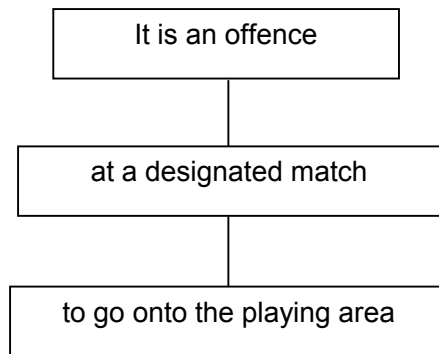 It is an offence
at a designated match
to go onto the playing area